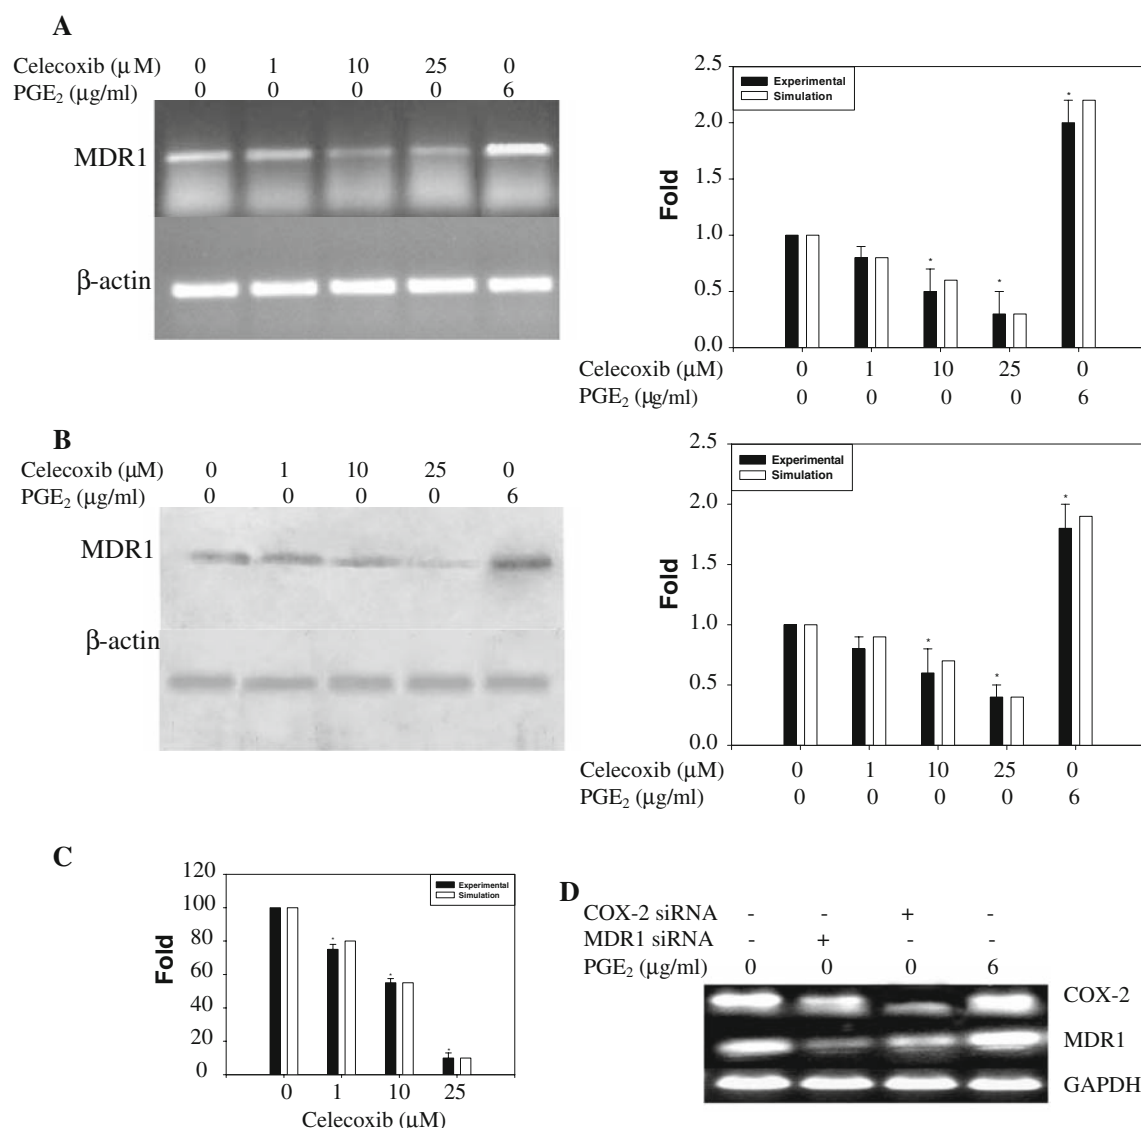 A
Celecoxib (μM) 0 1 10 25 0
PGE₂ (μg/ml) 0 0 0 0 6
MDR1
β-actin
2.5
2.0
1.5
1.0
0.5
0.0
Fold
Experimental
Simulation
*
*
*
Celecoxib (μM) 0 1 10 25 0
PGE₂ (μg/ml) 0 0 0 0 6
B
Celecoxib (μM) 0 1 10 25 0
PGE₂ (μg/ml) 0 0 0 0 6
MDR1
β-actin
2.5
2.0
1.5
1.0
0.5
0.0
Fold
Experimental
Simulation
*
*
*
Celecoxib (μM) 0 1 10 25 0
PGE₂ (μg/ml) 0 0 0 0 6
C
120
100
80
60
40
20
0
Fold
Experimental
Simulation
*
*
*
0 1 10 25
Celecoxib (μM)
D
COX-2 siRNA - - + -
MDR1 siRNA - + - -
PGE₂ (μg/ml) 0 0 0 6
COX-2
MDR1
GAPDH